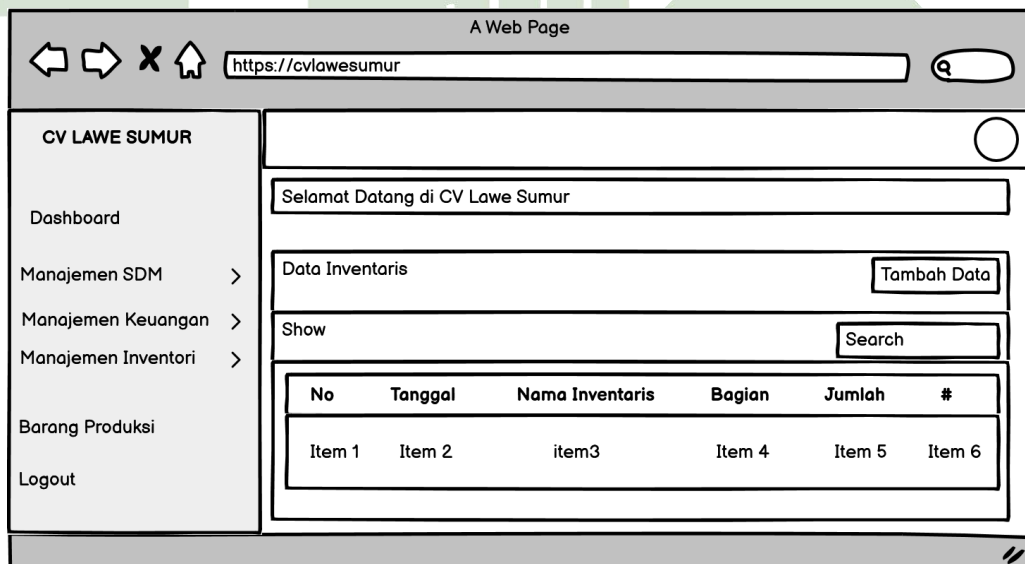 A Web Page
https://cvlawesumur
CV LAWE SUMUR
Dashboard
Manajemen SDM
Manajemen Keuangan
Manajemen Inventori
Barang Produksi
Logout
Selamat Datang di CV Lawe Sumur
Data Inventaris Tambah Data
Show Search
No Tanggal Nama Inventaris Bagian Jumlah #
Item 1 Item 2 item3 Item 4 Item 5 Item 6